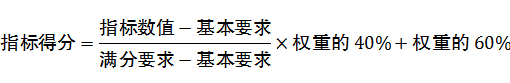 指标得分 = (指标数值 − 基本要求) / (满分要求 − 基本要求) × 权重的 40% + 权重的 60%